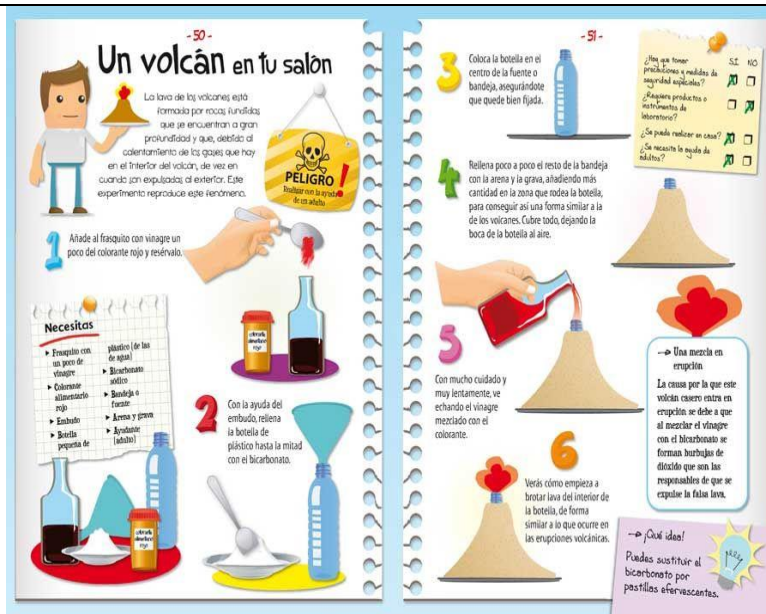 - 50 -
Un volcán en tu salón
La lava de los volcanes está
formada por rocas fundidas
que se encuentran a gran
profundidad y que, debido al
calentamiento de los gases que hay
en el interior del volcán, de vez en
cuando son expulsadas al exterior. Este
experimento reproduce este fenómeno.
PELIGRO!
Realizar con la ayuda
de un adulto
1
Añade al frasquito con vinagre un
poco del colorante rojo y resérvalo.
Necesitas
Frasquito con
un poco de
vinagre
Colorante
alimentario
rojo
Embudo
Botella
pequeña de
plástico (de las
de agua)
Bicarbonato
sódico
Bandeja o
fuente
Arena y grava
Ayudante
(adulto)
2
Con la ayuda del
embudo, rellena
la botella de
plástico hasta la mitad
con el bicarbonato.
- 51 -
3
Coloca la botella en el
centro de la fuente o
bandeja, asegurándote
que quede bien fijada.
SI NO
¿Hay que tomar
precauciones y medidas de
seguridad especiales?
¿Requiere productos o
instrumentos de
laboratorio?
¿Se puede realizar en casa?
¿Se necesita la ayuda de
adultos?
4
Rellena poco a poco el resto de la bandeja
con la arena y la grava, añadiendo más
cantidad en la zona que rodea la botella,
para conseguir así una forma similar a la
de los volcanes. Cubre todo, dejando la
boca de la botella al aire.
5
Con mucho cuidado y
muy lentamente, ve
echando el vinagre
mezclado con el
colorante.
6
Verás cómo empieza a
brotar lava del interior de
la botella, de forma
similar a lo que ocurre en
las erupciones volcánicas.
Una mezcla en
erupción
La causa por la que este
volcán casero entra en
erupción se debe a que
al mezclar el vinagre
con el bicarbonato se
forman burbujas de
dióxido que son las
responsables de que se
expulse la falsa lava.
¡Qué idea!
Puedes sustituir el
bicarbonato por
pastillas efervescentes.